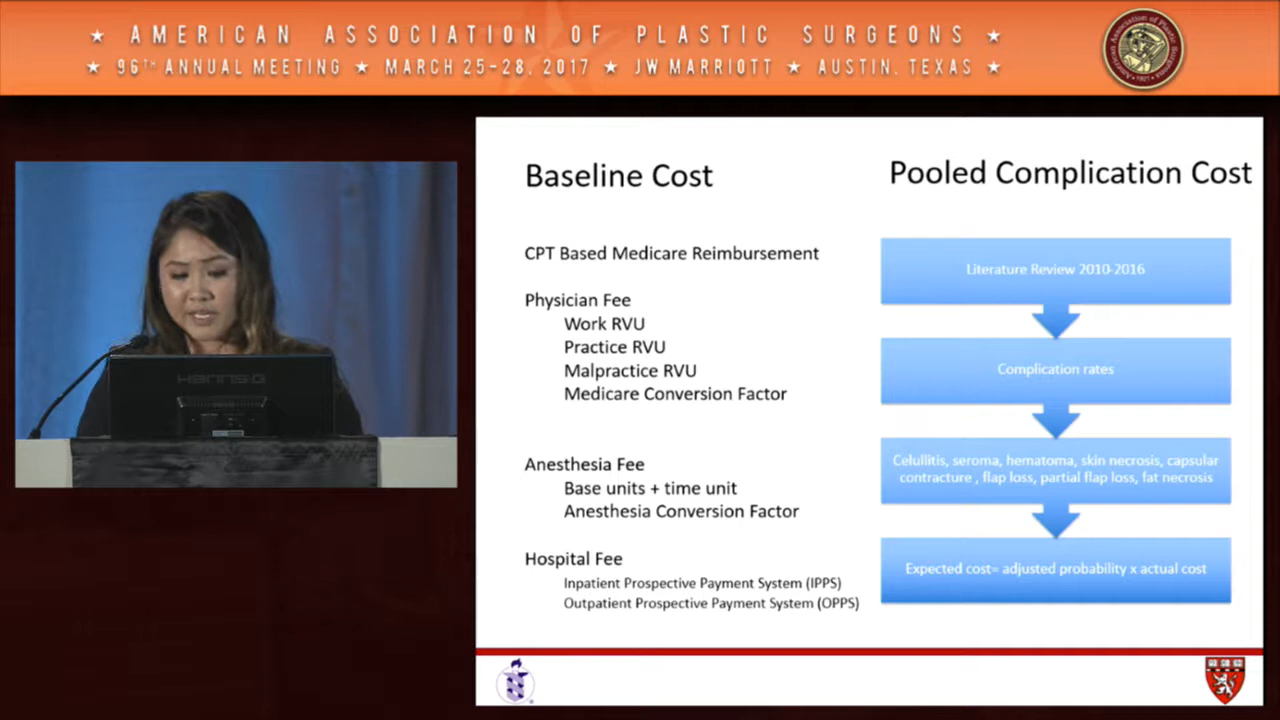 ★ AMERICAN ASSOCIATION OF PLASTIC SURGEONS ★
★ 96TH ANNUAL MEETING ★ MARCH 25-28, 2017 ★ JW MARRIOTT ★ AUSTIN, TEXAS ★
Baseline Cost
CPT Based Medicare Reimbursement
Physician Fee
Work RVU
Practice RVU
Malpractice RVU
Medicare Conversion Factor
Anesthesia Fee
Base units + time unit
Anesthesia Conversion Factor
Hospital Fee
Inpatient Prospective Payment System (IPPS)
Outpatient Prospective Payment System (OPPS)
Pooled Complication Cost
Literature Review 2010-2016
Complication rates
Celullitis, seroma, hematoma, skin necrosis, capsular
contracture , flap loss, partial flap loss, fat necrosis
Expected cost= adjusted probability x actual cost
HANNS.G